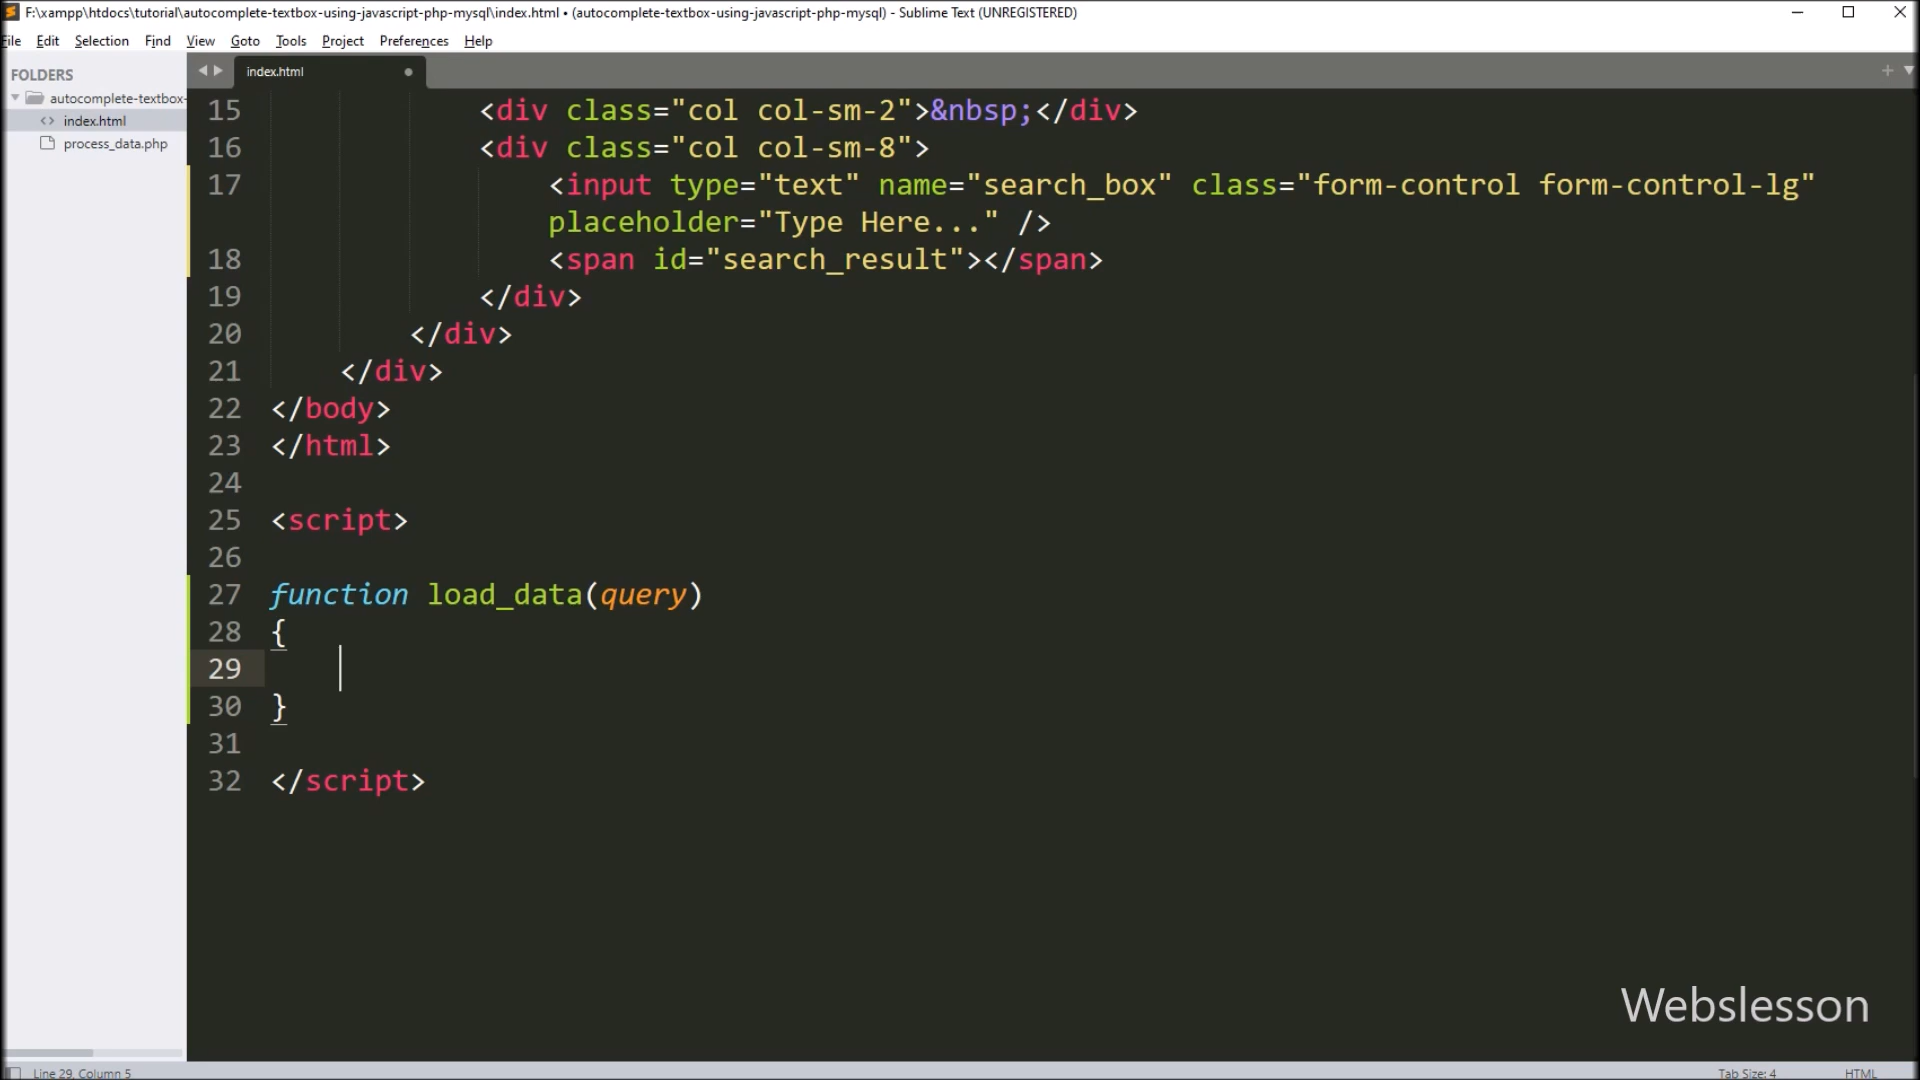 F:\xampp\htdocs\tutorial\autocomplete-textbox-using-javascript-php-mysql\index.html • (autocomplete-textbox-using-javascript-php-mysql) - Sublime Text (UNREGISTERED)
File Edit Selection Find View Goto Tools Project Preferences Help
FOLDERS
autocomplete-textbox-
index.html
process_data.php
index.html
15 <div class="col col-sm-2">&nbsp;</div>
16 <div class="col col-sm-8">
17 <input type="text" name="search_box" class="form-control form-control-lg"
placeholder="Type Here..." />
18 <span id="search_result"></span>
19 </div>
20 </div>
21 </div>
22 </body>
23 </html>
24
25 <script>
26
27 function load_data(query)
28 {
29
30 }
31
32 </script>
Webslesson
Line 29, Column 5
Tab Size: 4
HTML